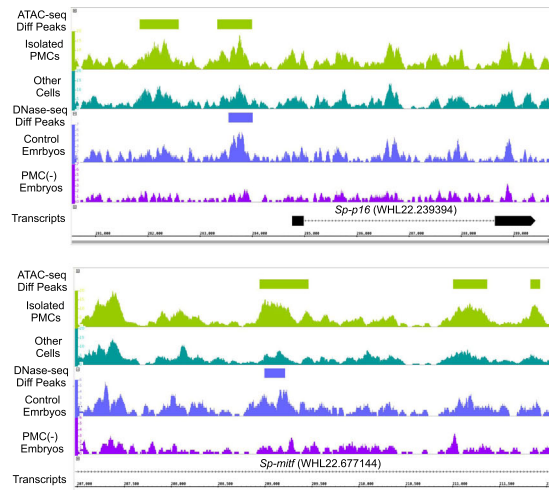 ATAC-seq
Diff Peaks
Isolated
PMCs
Other
Cells
DNase-seq
Diff Peaks
Control
Embryos
PMC(-)
Embryos
Sp-p16 (WHL22.239394)
Transcripts
ATAC-seq
Diff Peaks
Isolated
PMCs
Other
Cells
DNase-seq
Diff Peaks
Control
Embryos
PMC(-)
Embryos
Sp-mitf (WHL22.677144)
Transcripts